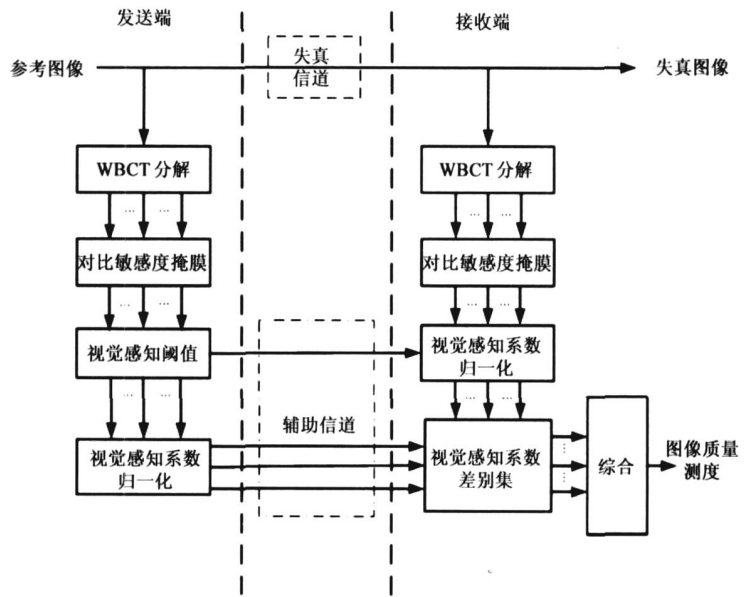 发送端
接收端
参考图像
失真
信道
失真图像
WBCT 分解
WBCT 分解
对比敏感度掩膜
对比敏感度掩膜
视觉感知阈值
视觉感知系数
归一化
辅助信道
视觉感知系数
归一化
视觉感知系数
差别集
综合
图像质量
测度